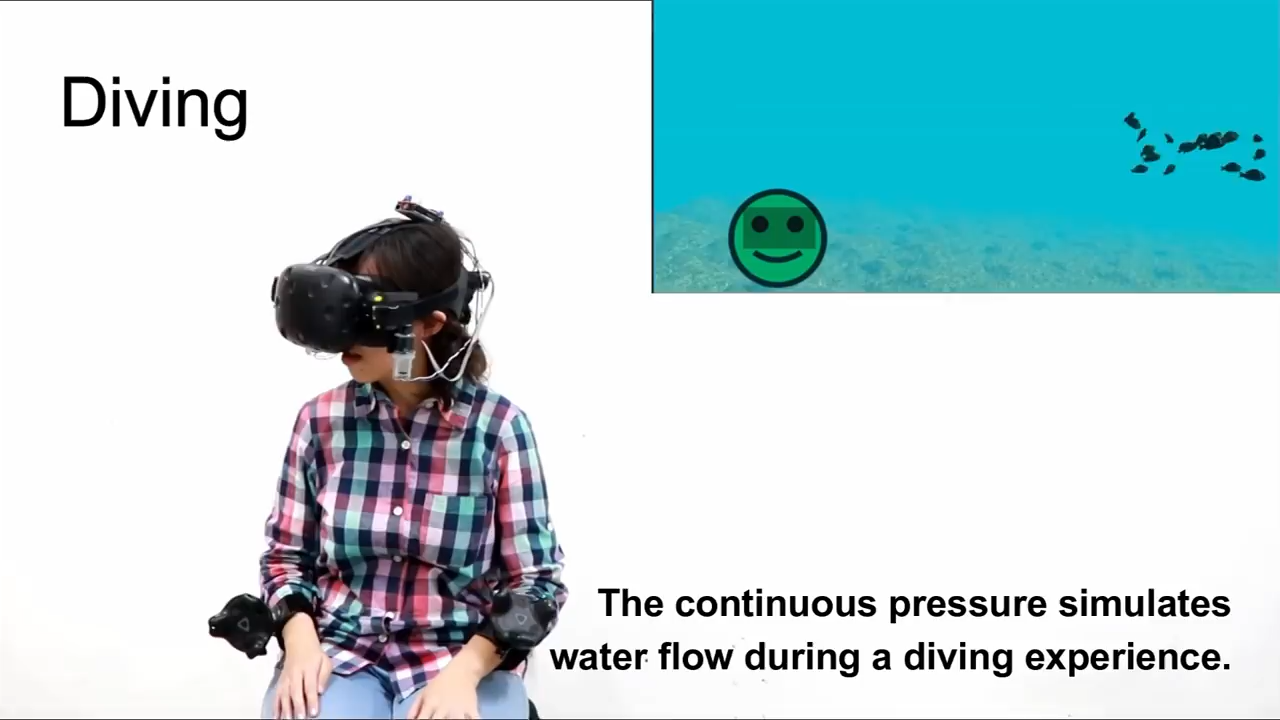 Diving
The continuous pressure simulates
water flow during a diving experience.